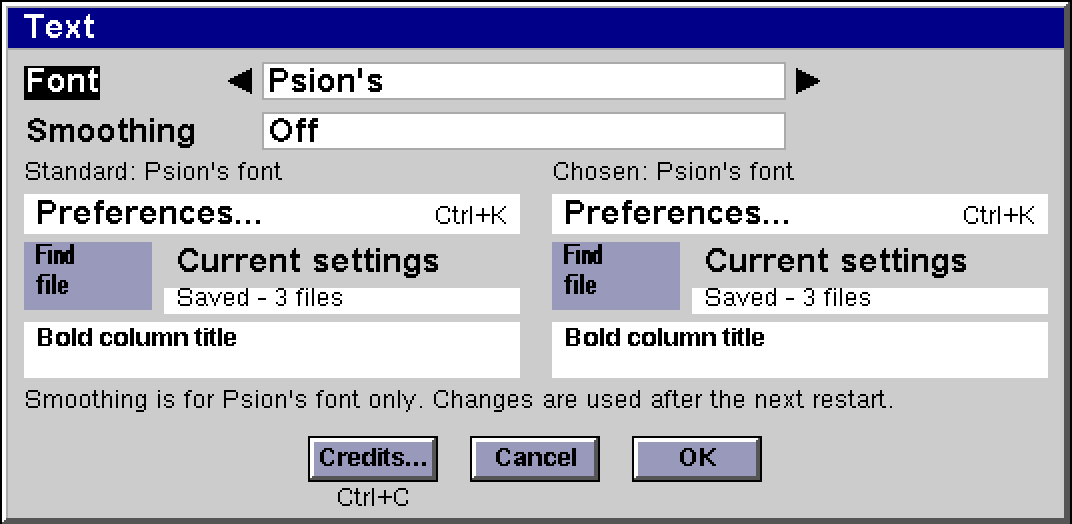 Text
Font Psion's
Smoothing Off
Standard: Psion's font Chosen: Psion's font
Preferences... Ctrl+K Preferences... Ctrl+K
Find file Current settings Find file Current settings
Saved - 3 files Saved - 3 files
Bold column title Bold column title
Smoothing is for Psion's font only. Changes are used after the next restart.
Credits... Cancel OK
Ctrl+C